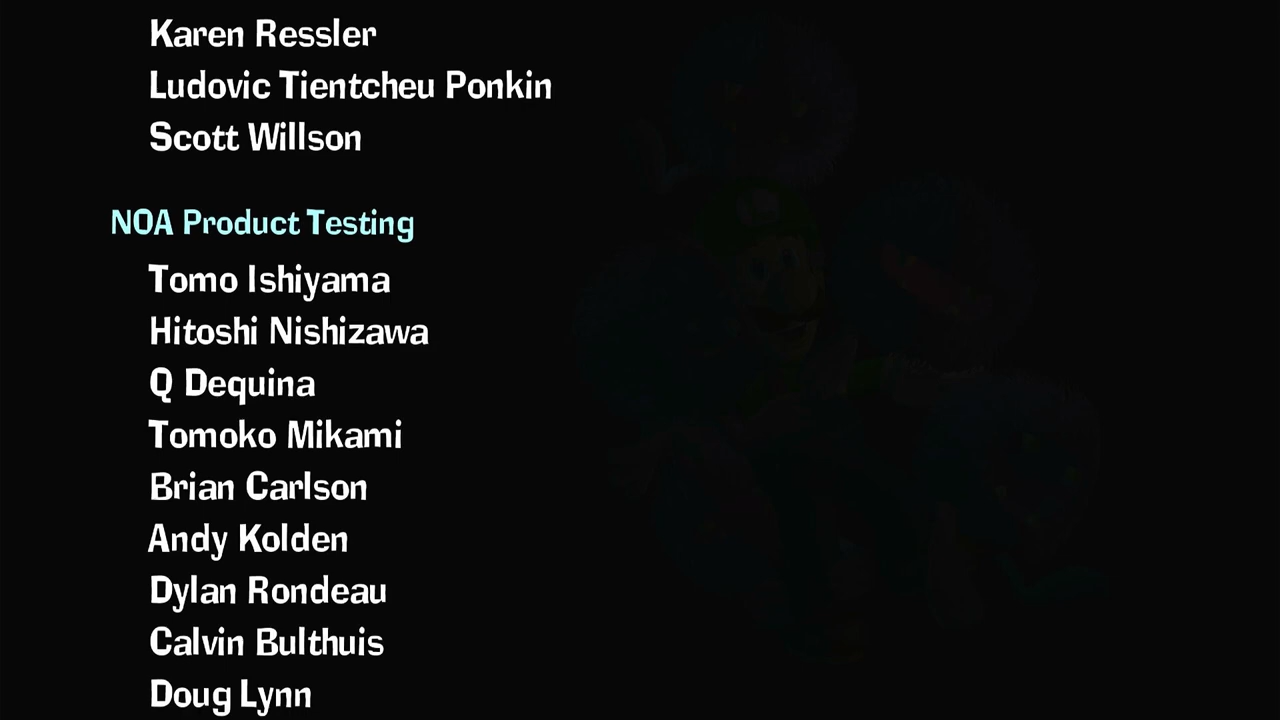 Karen Ressler
Ludovic Tientcheu Ponkin
Scott Willson
NOA Product Testing
Tomo Ishiyama
Hitoshi Nishizawa
Q Dequina
Tomoko Mikami
Brian Carlson
Andy Kolden
Dylan Rondeau
Calvin Bulthuis
Doug Lynn